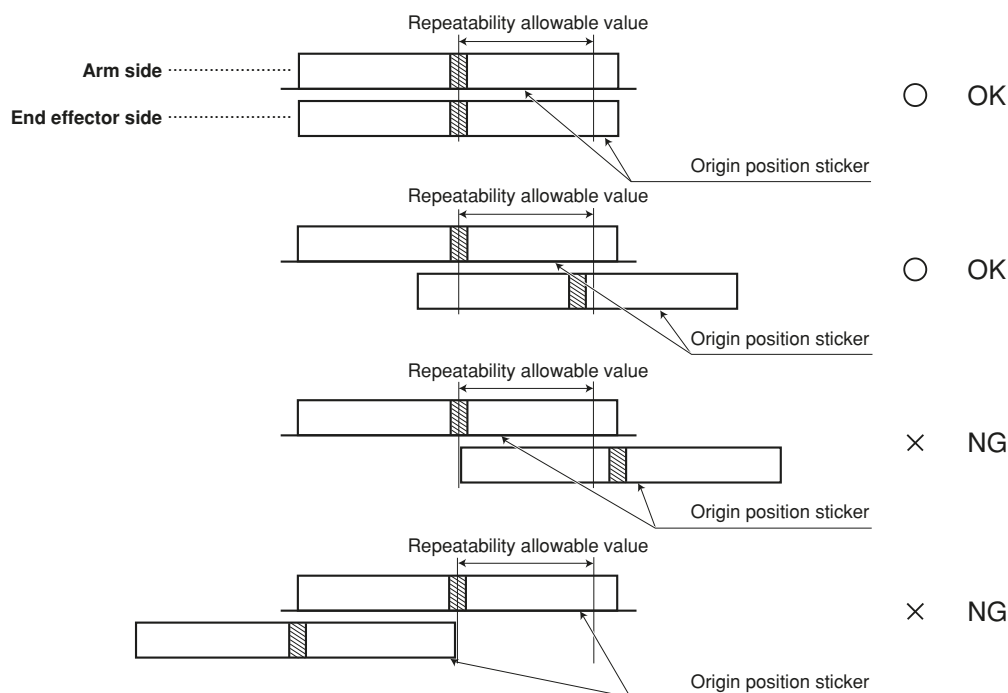 Repeatability allowable value
Arm side
OK
End effector side
Origin position sticker
Repeatability allowable value
OK
Origin position sticker
Repeatability allowable value
NG
Origin position sticker
Repeatability allowable value
NG
Origin position sticker